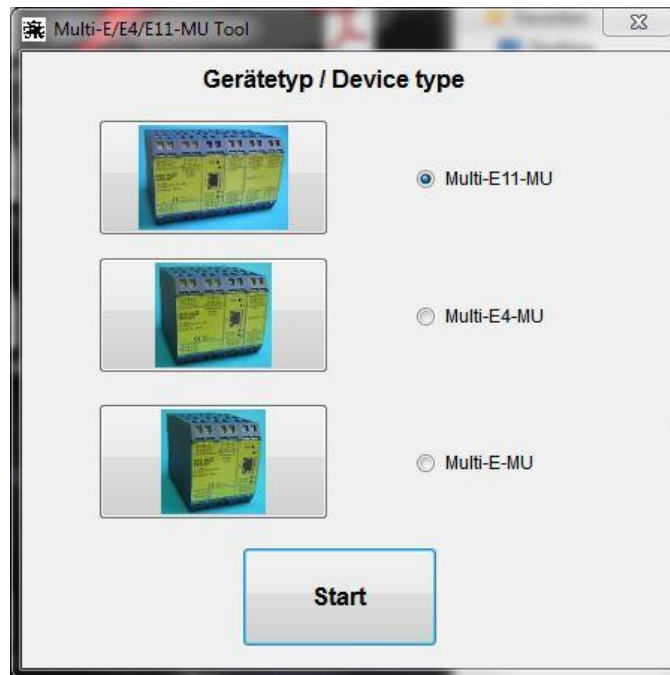 Multi-E/E4/E11-MU Tool
Gerätetyp / Device type
Multi-E11-MU
Multi-E4-MU
Multi-E-MU
Start